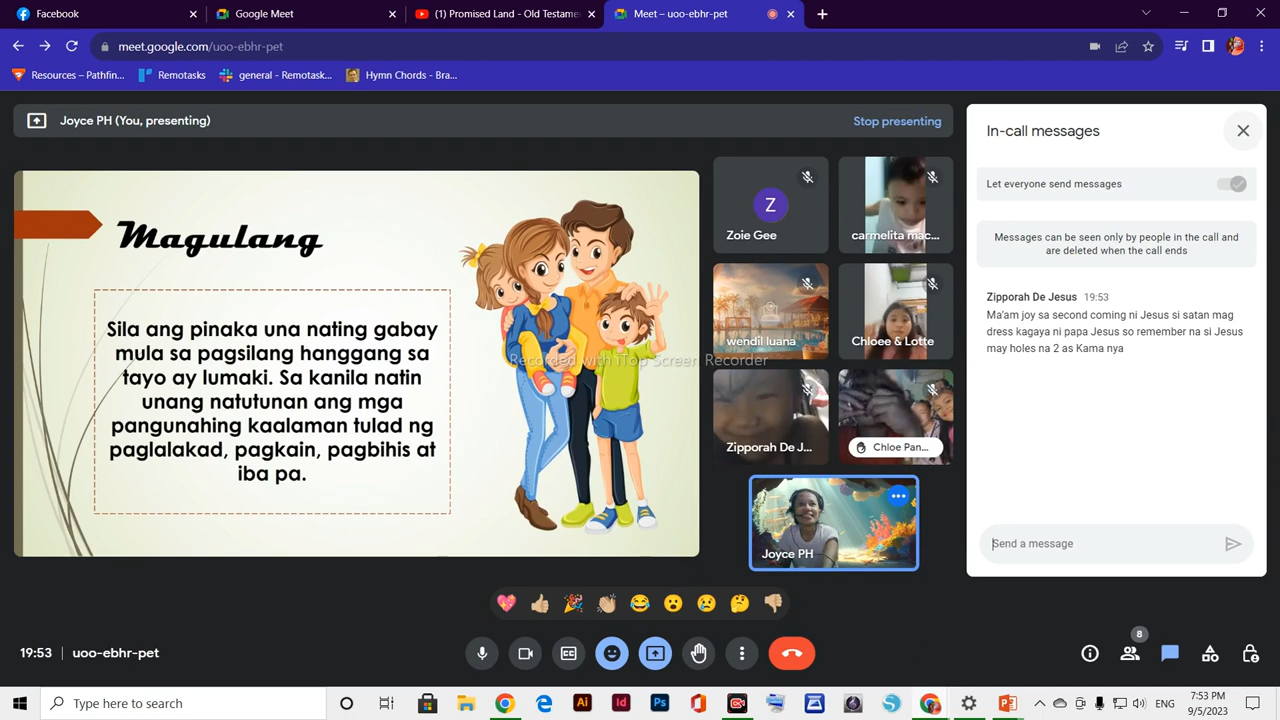 Facebook
Google Meet
(1) Promised Land - Old Testame
Meet – uoo-ebhr-pet
meet.google.com/uoo-ebhr-pet
Resources – Pathfin...
Remotasks
general - Remotask...
Hymn Chords - Bra...
Joyce PH (You, presenting)
Stop presenting
Magulang
Sila ang pinaka una nating gabay
mula sa pagsilang hanggang sa
tayo ay lumaki. Sa kanila natin
unang natutunan ang mga
pangunahing kaalaman tulad ng
paglalakad, pagkain, pagbihis at
iba pa.
Recorded with iTop Screen Recorder
Z
Zoie Gee
carmelita mac...
wendil luana
Chloee & Lotte
Zipporah De J...
Chloe Pan...
Joyce PH
In-call messages
Let everyone send messages
Messages can be seen only by people in the call and
are deleted when the call ends
Zipporah De Jesus 19:53
Ma'am joy sa second coming ni Jesus si satan mag
dress kagaya ni papa Jesus so remember na si Jesus
may holes na 2 as Kama nya
Send a message
19:53 | uoo-ebhr-pet
8
Type here to search
Ai
Id
Ps
ENG
7:53 PM
9/5/2023